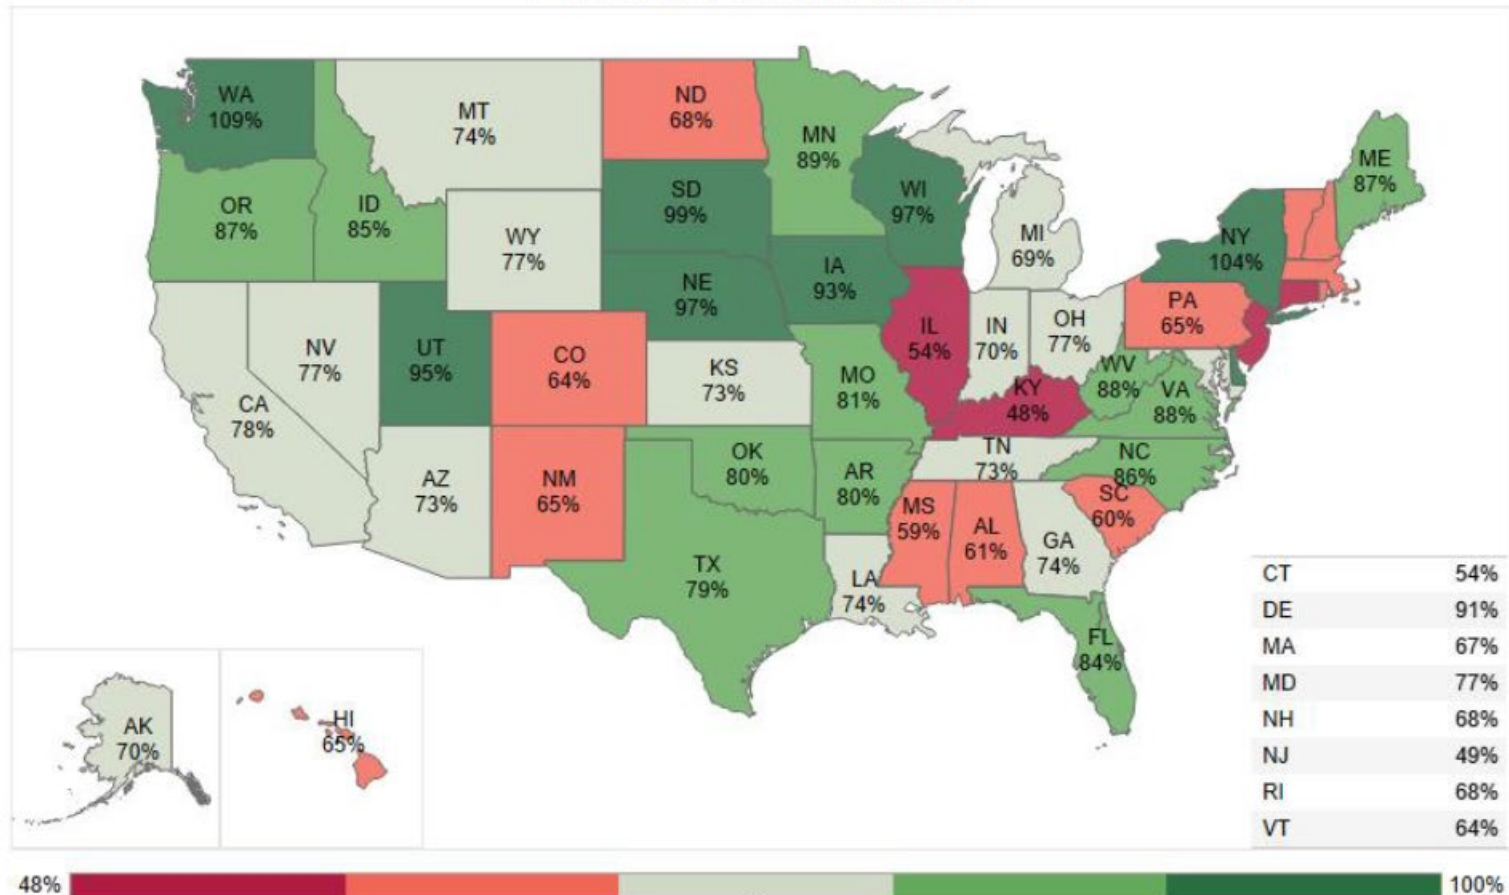 WA
109%
MT
74%
ND
68%
MN
89%
ME
87%
OR
87%
ID
85%
SD
99%
WI
97%
WY
77%
MI
69%
NY
104%
NE
97%
IA
93%
PA
65%
NV
77%
UT
95%
CO
64%
KS
73%
IL
54%
IN
70%
OH
77%
CA
78%
MO
81%
KY
48%
WV
88%
VA
88%
AZ
73%
NM
65%
OK
80%
AR
80%
TN
73%
NC
86%
TX
79%
LA
74%
MS
59%
AL
61%
GA
74%
SC
60%
FL
84%
AK
70%
HI
65%
CT 54%
DE 91%
MA 67%
MD 77%
NH 68%
NJ 49%
RI 68%
VT 64%
48% 100%